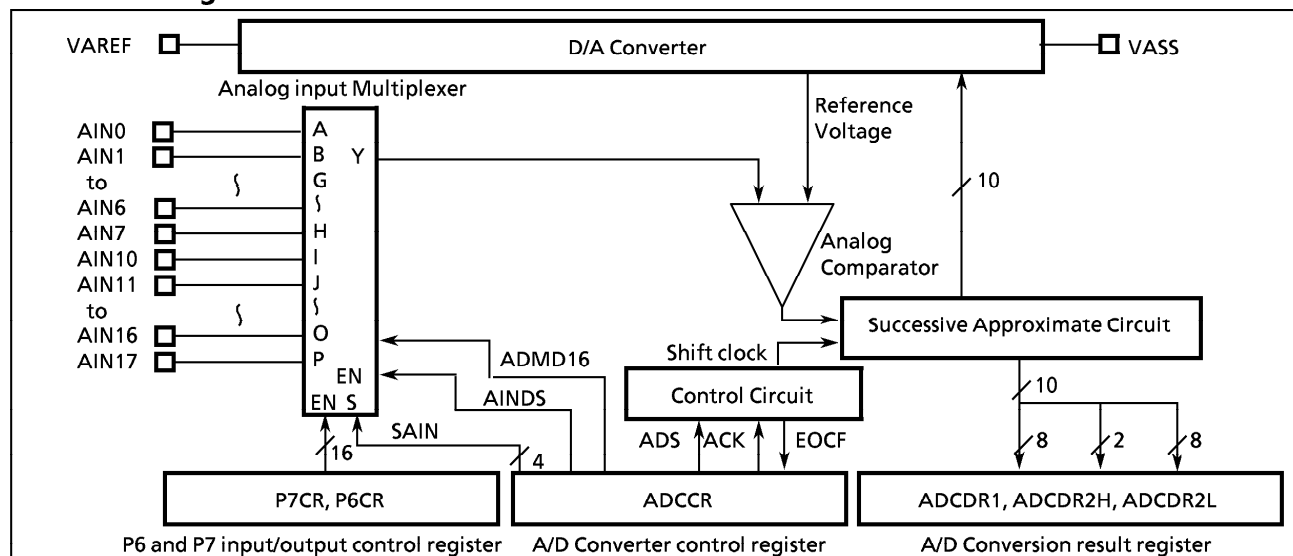 VAREF
D/A Converter
VASS
Analog input Multiplexer
Reference
Voltage
AIN0
AIN1
to
AIN6
AIN7
AIN10
AIN11
to
AIN16
AIN17
A
B
G
H
I
J
O
P
Y
EN
EN S
10
Analog
Comparator
Successive Approximate Circuit
Shift clock
ADMD16
AINDS
SAIN
Control Circuit
ADS
ACK
EOCF
10
8
2
8
16
4
P7CR, P6CR
ADCCR
ADCDR1, ADCDR2H, ADCDR2L
P6 and P7 input/output control register
A/D Converter control register
A/D Conversion result register